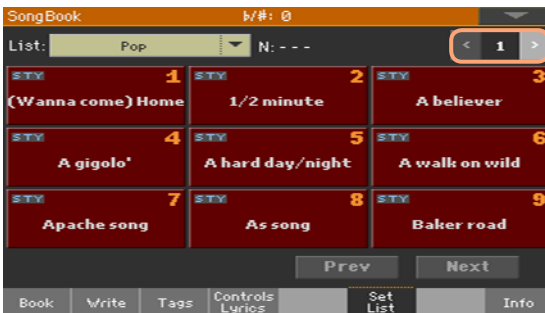 SongBook b/#: 0
List: Pop N: - - - < 1 >
STY 1 STY 2 STY 3
(Wanna come) Home 1/2 minute A believer
STY 4 STY 5 STY 6
A gigolo' A hard day/night A walk on wild
STY 7 STY 8 STY 9
Apache song As song Baker road
Prev Next
Book Write Tags Controls Lyrics Set List Info